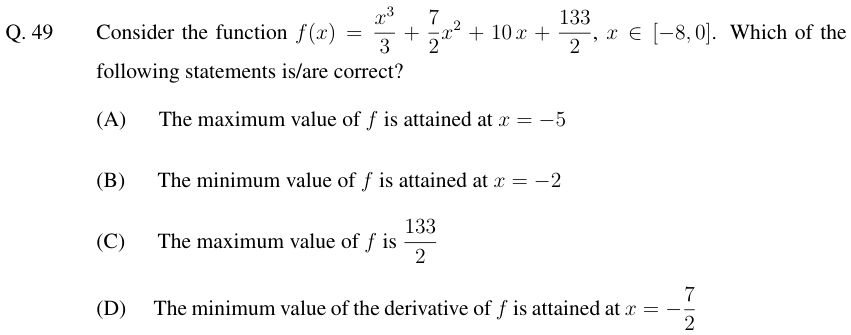 Q. 49 Consider the function f(x) = x³/3 + 7/2 x² + 10 x + 133/2, x ∈ [−8, 0]. Which of the
following statements is/are correct?
(A) The maximum value of f is attained at x = −5
(B) The minimum value of f is attained at x = −2
(C) The maximum value of f is 133/2
(D) The minimum value of the derivative of f is attained at x = −7/2